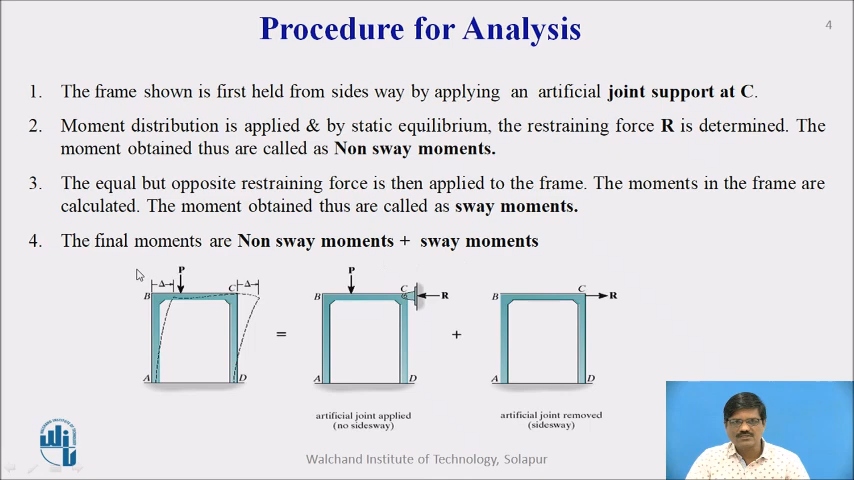 Procedure for Analysis
4
1. The frame shown is first held from sides way by applying an artificial joint support at C.
2. Moment distribution is applied & by static equilibrium, the restraining force R is determined. The
moment obtained thus are called as Non sway moments.
3. The equal but opposite restraining force is then applied to the frame. The moments in the frame are
calculated. The moment obtained thus are called as sway moments.
4. The final moments are Non sway moments + sway moments
P P
Δ C Δ C C
B B R B R
= +
A D A D A D
artificial joint applied
(no sidesway)
artificial joint removed
(sidesway)
Walchand Institute of Technology, Solapur